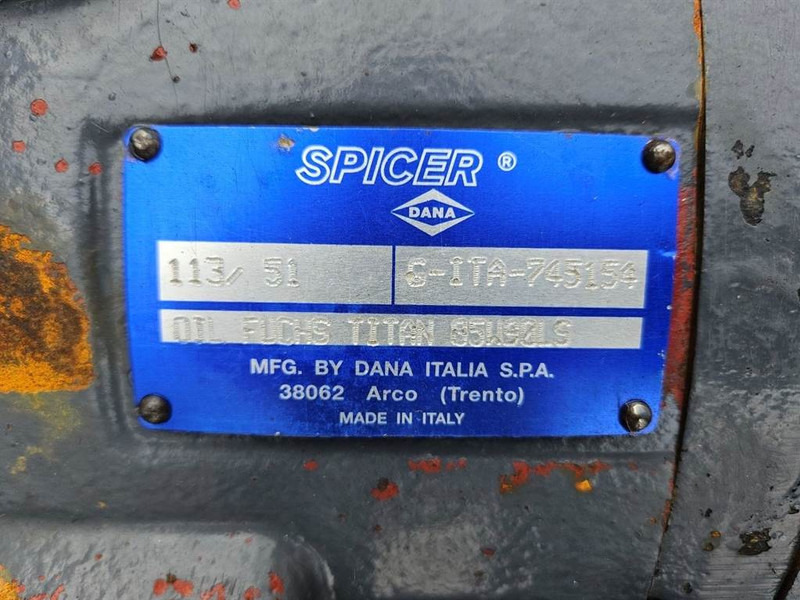 SPICER ®
DANA
113/ 51 G-ITA-745154
OIL FUCHS TITAN 85W90LS
MFG. BY DANA ITALIA S.P.A.
38062 Arco (Trento)
MADE IN ITALY